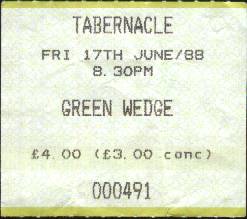 TABERNACLE
FRI 17TH JUNE/88
8.30PM
GREEN WEDGE
£4.00 (£3.00 conc)
000491